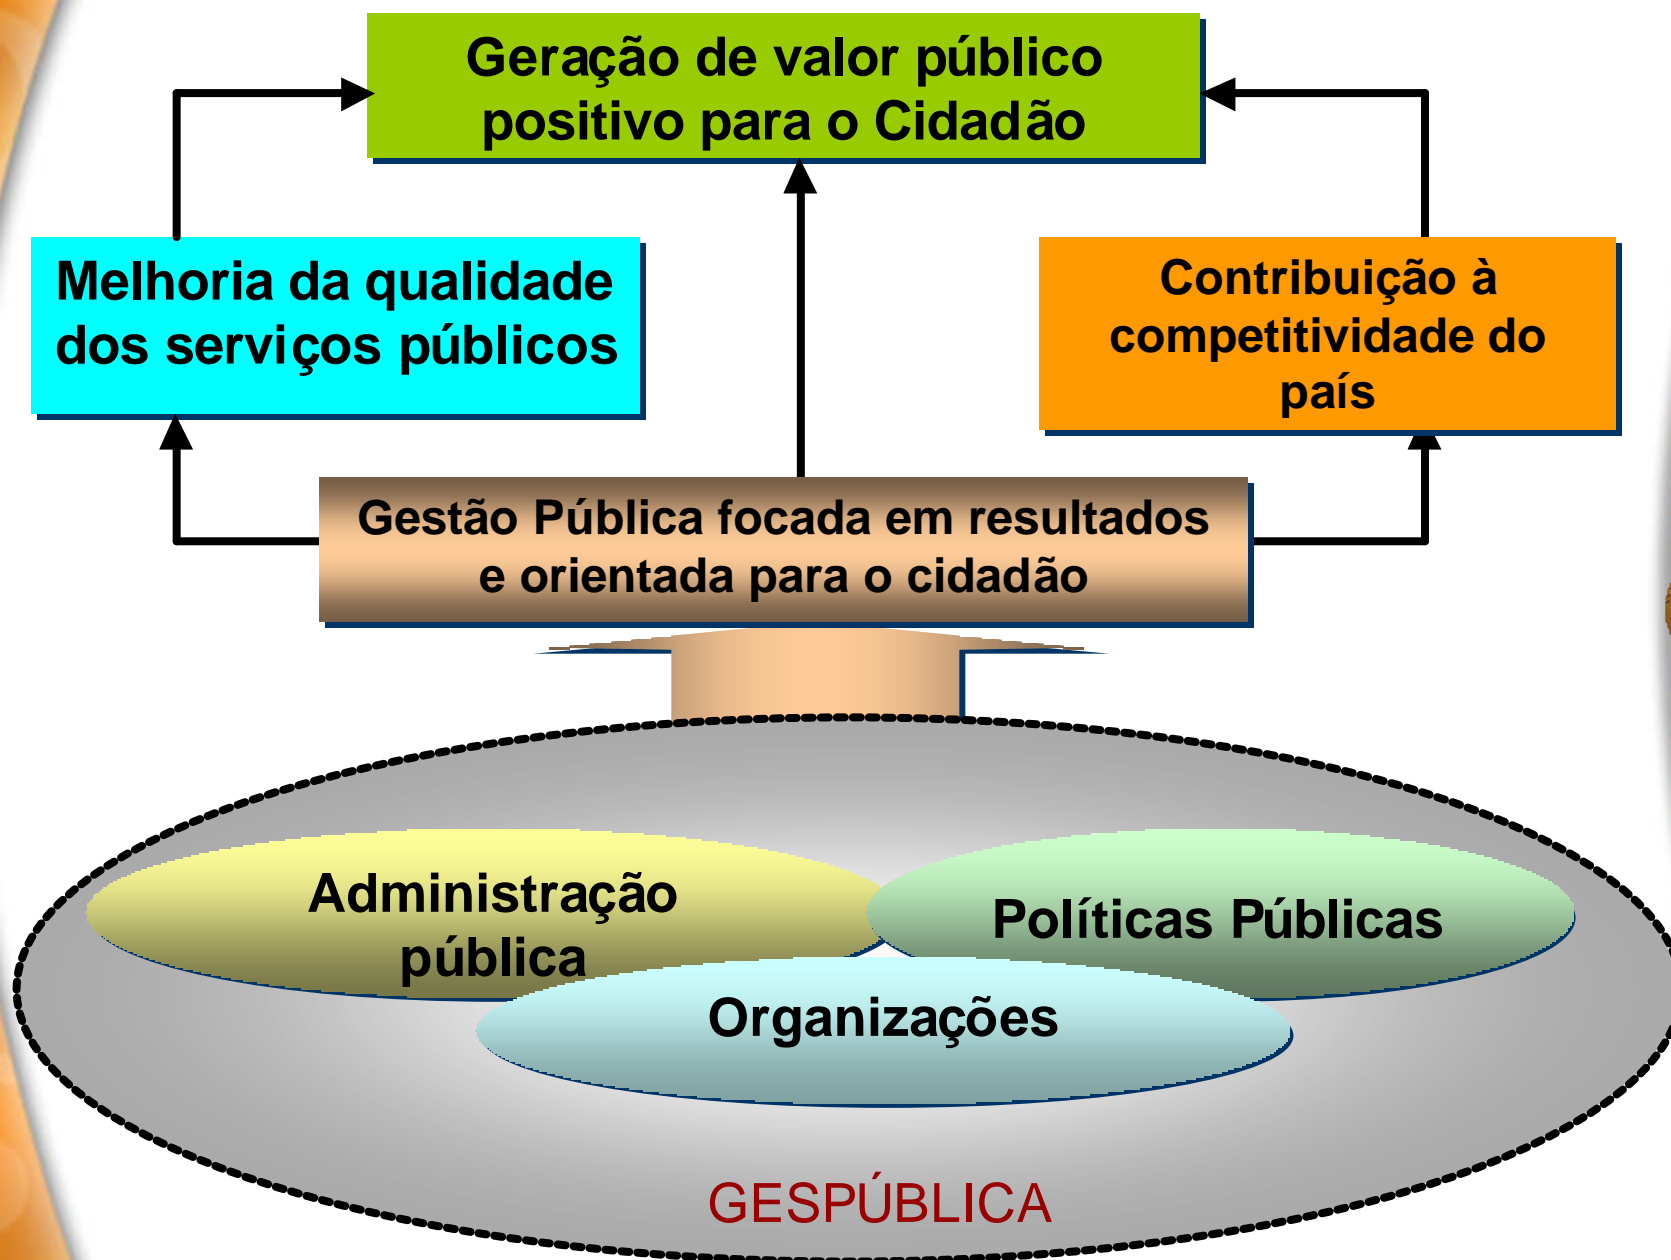 Geração de valor público
positivo para o Cidadão
Melhoria da qualidade
dos serviços públicos
Contribuição à
competitividade do
país
Gestão Pública focada em resultados
e orientada para o cidadão
Administração
pública
Políticas Públicas
Organizações
GESPÚBLICA